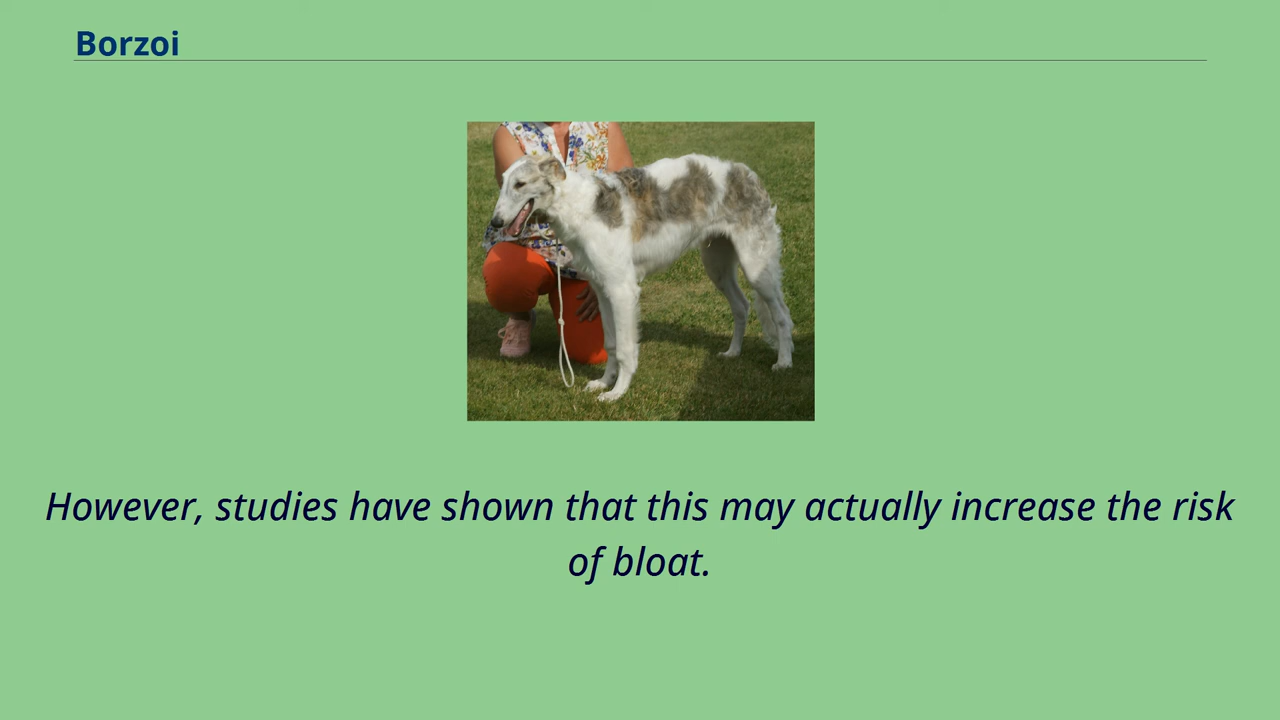 Borzoi
However, studies have shown that this may actually increase the risk
of bloat.